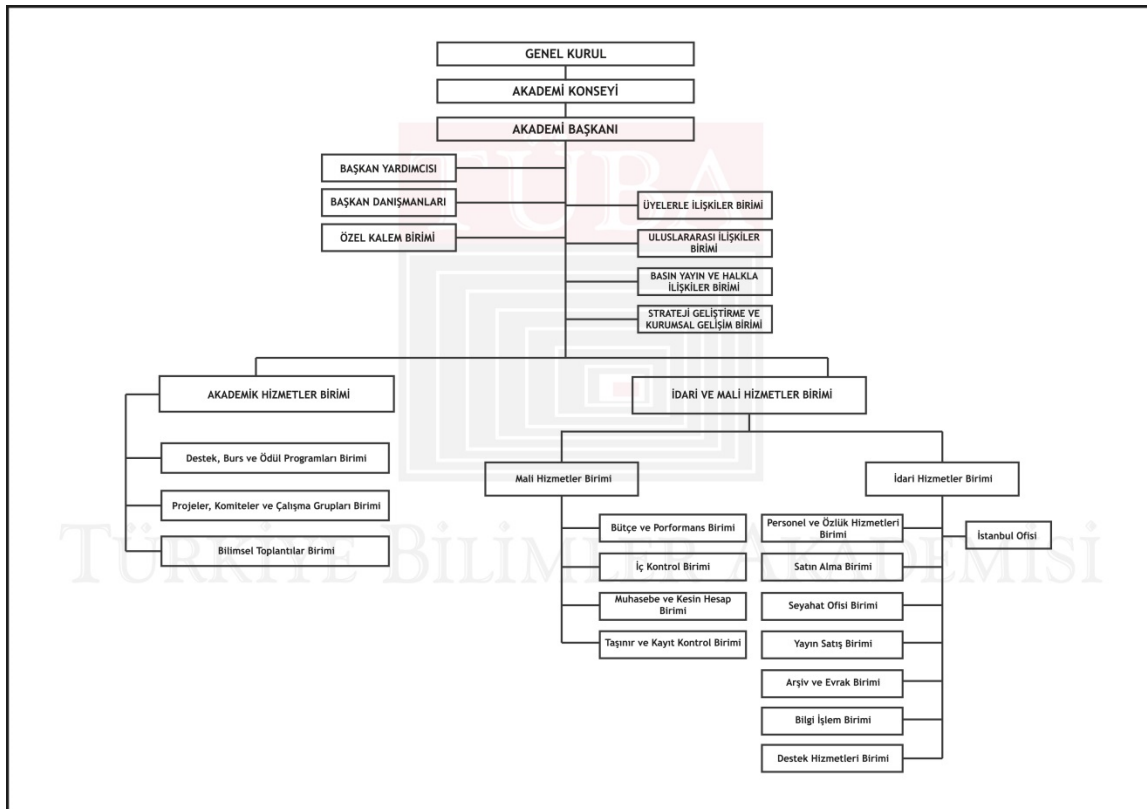 GENEL KURUL
AKADEMİ KONSEYİ
AKADEMİ BAŞKANI
TÜBA
BAŞKAN YARDIMCISI
BAŞKAN DANIŞMANLARI
ÖZEL KALEM BİRİMİ
ÜYELERLE İLİŞKİLER BİRİMİ
ULUSLARARASI İLİŞKİLER
BİRİMİ
BASIN YAYIN VE HALKLA
İLİŞKİLER BİRİMİ
STRATEJİ GELİŞTİRME VE
KURUMSAL GELİŞİM BİRİMİ
AKADEMİK HİZMETLER BİRİMİ
Destek, Burs ve Ödül Programları Birimi
Projeler, Komiteler ve Çalışma Grupları Birimi
Bilimsel Toplantılar Birimi
İDARİ VE MALİ HİZMETLER BİRİMİ
Mali Hizmetler Birimi
Bütçe ve Porformans Birimi
İç Kontrol Birimi
Muhasebe ve Kesin Hesap
Birimi
Taşınır ve Kayıt Kontrol Birimi
İdari Hizmetler Birimi
Personel ve Özlük Hizmetleri
Birimi
Satın Alma Birimi
Seyahat Ofisi Birimi
Yayın Satış Birimi
Arşiv ve Evrak Birimi
Bilgi İşlem Birimi
Destek Hizmetleri Birimi
İstanbul Ofisi
TÜRKİYE BİLİMLER AKADEMİSİ